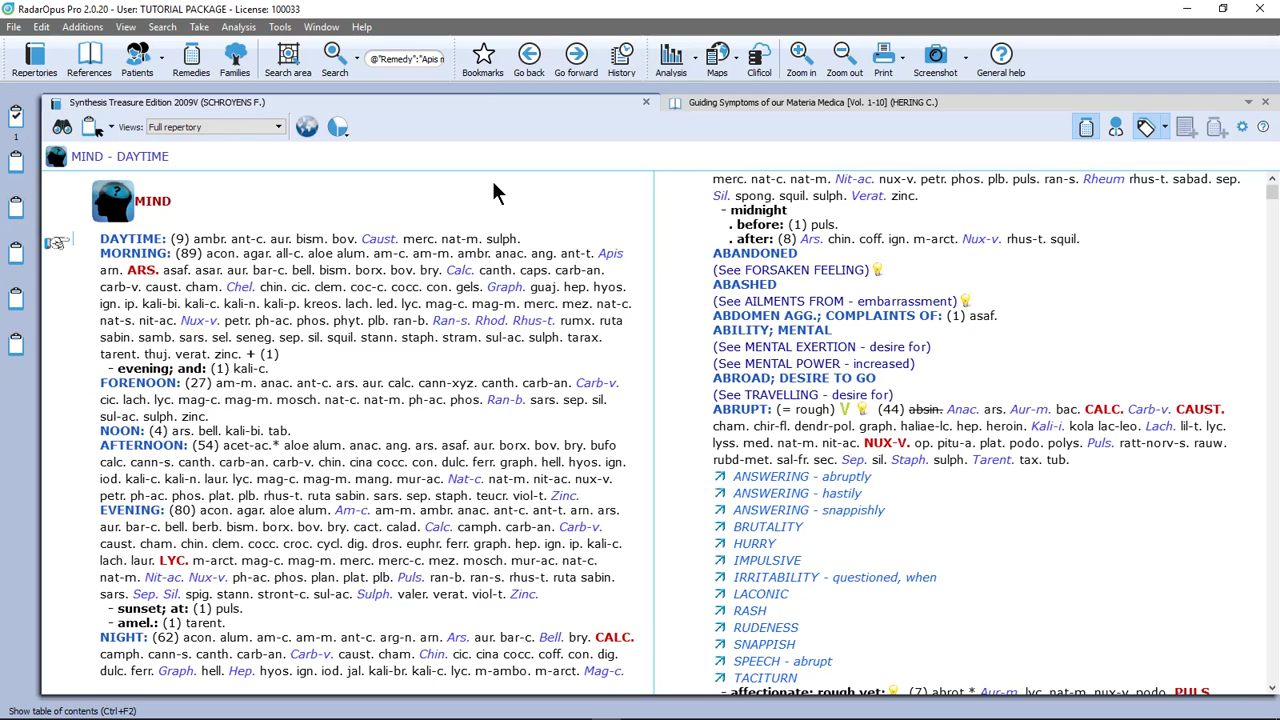 RadarOpus Pro 2.0.20 - User: TUTORIAL PACKAGE - License: 100033
File Edit Additions View Search Take Analysis Tools Window Help
@"Remedy":"Apis
Repertories References Patients Remedies Families Search area Search Bookmarks Go back Go forward History Analysis Maps Clificol Zoom in Zoom out Print Screenshot General help
Synthesis Treasure Edition 2009V (SCHROYENS F.)
Guiding Symptoms of our Materia Medica [Vol. 1-10] (HERING C.)
1
Views: Full repertory
MIND - DAYTIME
MIND
DAYTIME: (9) ambr. ant-c. aur. bism. bov. Caust. merc. nat-m. sulph.
MORNING: (89) acon. agar. all-c. aloe alum. am-c. am-m. ambr. anac. ang. ant-t. Apis
arn. ARS. asaf. asar. aur. bar-c. bell. bism. borx. bov. bry. Calc. canth. caps. carb-an.
carb-v. caust. cham. Chel. chin. cic. clem. coc-c. cocc. con. gels. Graph. guaj. hep. hyos.
ign. ip. kali-bi. kali-c. kali-n. kali-p. kreos. lach. led. lyc. mag-c. mag-m. merc. mez. nat-c.
nat-s. nit-ac. Nux-v. petr. ph-ac. phos. phyt. plb. ran-b. Ran-s. Rhod. Rhus-t. rumx. ruta
sabin. samb. sars. sel. seneg. sep. sil. squil. stann. staph. stram. sul-ac. sulph. tarax.
tarent. thuj. verat. zinc. + (1)
- evening; and: (1) kali-c.
FORENOON: (27) am-m. anac. ant-c. ars. aur. calc. cann-xyz. canth. carb-an. Carb-v.
cic. lach. lyc. mag-c. mag-m. mosch. nat-c. nat-m. ph-ac. phos. Ran-b. sars. sep. sil.
sul-ac. sulph. zinc.
NOON: (4) ars. bell. kali-bi. tab.
AFTERNOON: (54) acet-ac.* aloe alum. anac. ang. ars. asaf. aur. borx. bov. bry. bufo
calc. cann-s. canth. carb-an. carb-v. chin. cina cocc. con. dulc. ferr. graph. hell. hyos. ign.
iod. kali-c. kali-n. laur. lyc. mag-c. mag-m. mang. mur-ac. Nat-c. nat-m. nit-ac. nux-v.
petr. ph-ac. phos. plat. plb. rhus-t. ruta sabin. sars. sep. staph. teucr. viol-t. Zinc.
EVENING: (80) acon. agar. aloe alum. Am-c. am-m. ambr. anac. ant-c. ant-t. arn. ars.
aur. bar-c. bell. berb. bism. borx. bov. bry. cact. calad. Calc. camph. carb-an. Carb-v.
caust. cham. chin. clem. cocc. croc. cycl. dig. dros. euphr. ferr. graph. hep. ign. ip. kali-c.
lach. laur. LYC. m-arct. mag-c. mag-m. merc. merc-c. mez. mosch. mur-ac. nat-c.
nat-m. Nit-ac. Nux-v. ph-ac. phos. plan. plat. plb. Puls. ran-b. ran-s. rhus-t. ruta sabin.
sars. Sep. Sil. spig. stann. stront-c. sul-ac. Sulph. valer. verat. viol-t. Zinc.
- sunset; at: (1) puls.
- amel.: (1) tarent.
NIGHT: (62) acon. alum. am-c. am-m. ant-c. arg-n. arn. Ars. aur. bar-c. Bell. bry. CALC.
camph. cann-s. canth. carb-an. Carb-v. caust. cham. Chin. cic. cina cocc. coff. con. dig.
dulc. ferr. Graph. hell. Hep. hyos. ign. iod. jal. kali-br. kali-c. lyc. m-ambo. m-arct. Mag-c.
merc. nat-c. nat-m. Nit-ac. nux-v. petr. phos. plb. puls. ran-s. Rheum rhus-t. sabad. sep.
Sil. spong. squil. sulph. Verat. zinc.
- midnight
. before: (1) puls.
. after: (8) Ars. chin. coff. ign. m-arct. Nux-v. rhus-t. squil.
ABANDONED
(See FORSAKEN FEELING)
ABASHED
(See AILMENTS FROM - embarrassment)
ABDOMEN AGG.; COMPLAINTS OF: (1) asaf.
ABILITY; MENTAL
(See MENTAL EXERTION - desire for)
(See MENTAL POWER - increased)
ABROAD; DESIRE TO GO
(See TRAVELLING - desire for)
ABRUPT: (= rough) V (44) absin. Anac. ars. Aur-m. bac. CALC. Carb-v. CAUST.
cham. chir-fl. dendr-pol. graph. haliae-lc. hep. heroin. Kali-i. kola lac-leo. Lach. lil-t. lyc.
lyss. med. nat-m. nit-ac. NUX-V. op. pitu-a. plat. podo. polys. Puls. ratt-norv-s. rauw.
rubd-met. sal-fr. sec. Sep. sil. Staph. sulph. Tarent. tax. tub.
ANSWERING - abruptly
ANSWERING - hastily
ANSWERING - snappishly
BRUTALITY
HURRY
IMPULSIVE
IRRITABILITY - questioned, when
LACONIC
RASH
RUDENESS
SNAPPISH
SPEECH - abrupt
TACITURN
- affectionate; rough yet: (7) abrot.* Aur-m. lyc. nat-m. nux-v. podo. PULS.
Show table of contents (Ctrl+F2)